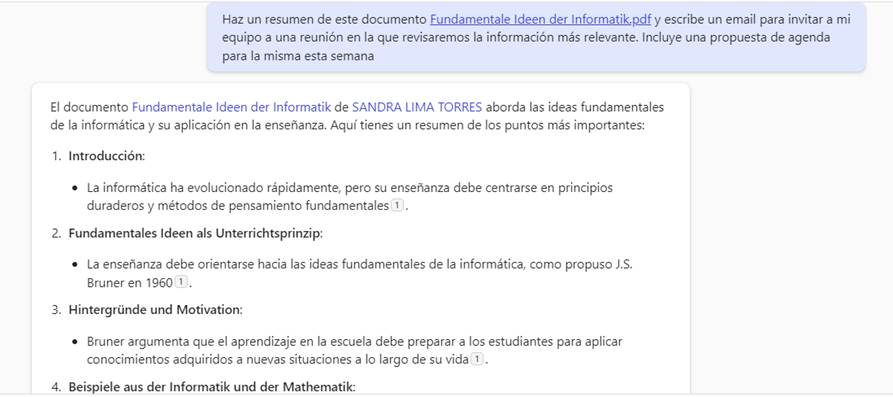 Haz un resumen de este documento Fundamentale Ideen der Informatik.pdf y escribe un email para invitar a mi
equipo a una reunión en la que revisaremos la información más relevante. Incluye una propuesta de agenda
para la misma esta semana
El documento Fundamentale Ideen der Informatik de SANDRA LIMA TORRES aborda las ideas fundamentales
de la informática y su aplicación en la enseñanza. Aquí tienes un resumen de los puntos más importantes:
1. Introducción:
• La informática ha evolucionado rápidamente, pero su enseñanza debe centrarse en principios
duraderos y métodos de pensamiento fundamentales 1 .
2. Fundamentales Ideen als Unterrichtsprinzip:
• La enseñanza debe orientarse hacia las ideas fundamentales de la informática, como propuso J.S.
Bruner en 1960 1 .
3. Hintergründe und Motivation:
• Bruner argumenta que el aprendizaje en la escuela debe preparar a los estudiantes para aplicar
conocimientos adquiridos a nuevas situaciones a lo largo de su vida 1 .
4. Beispiele aus der Informatik und der Mathematik: